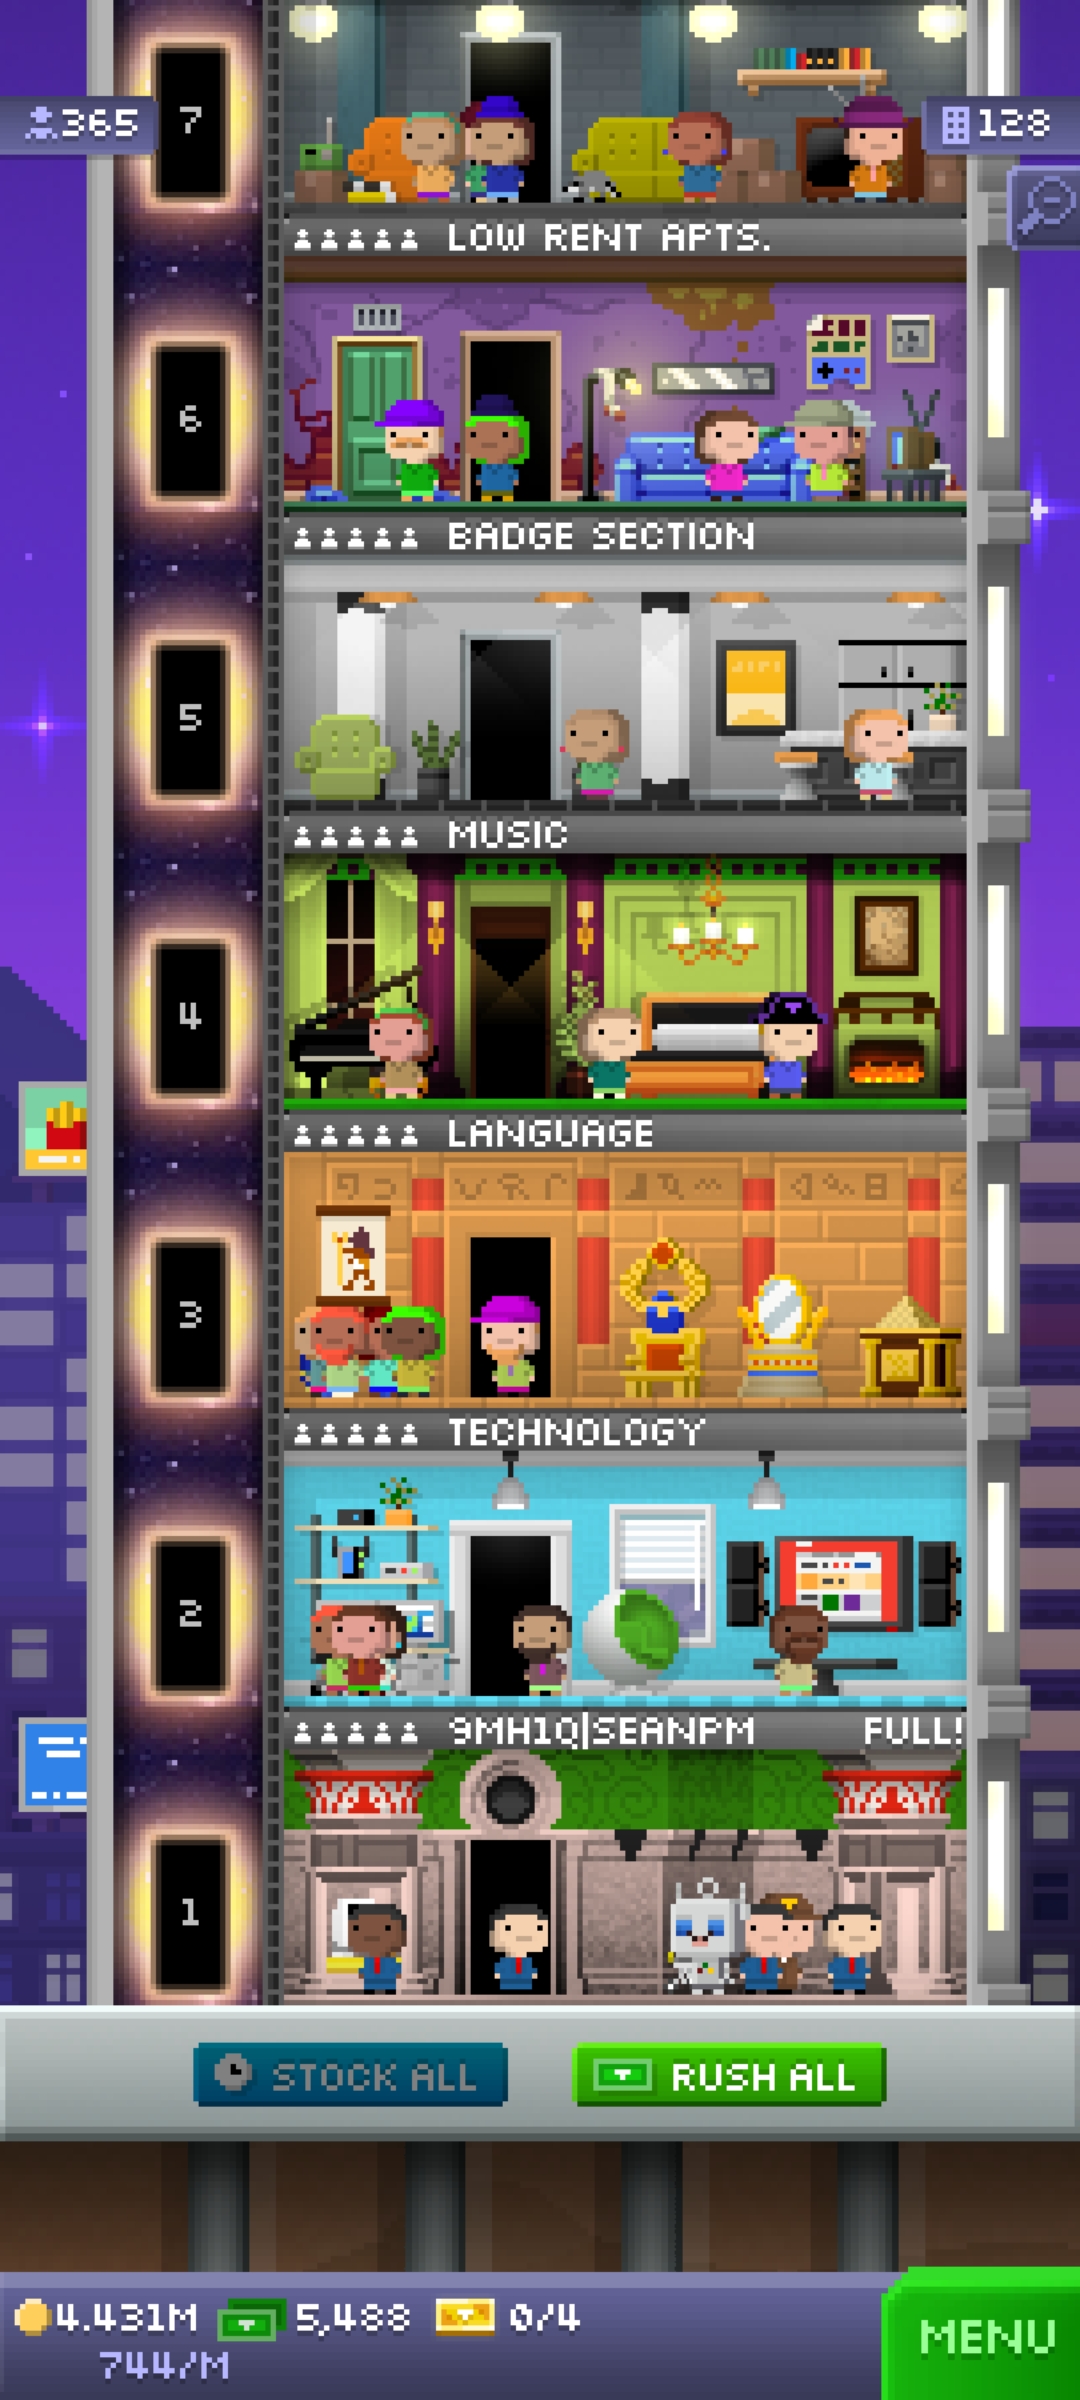 7
365
128
LOW RENT APTS.
6
BADGE SECTION
5
MUSIC
4
LANGUAGE
3
TECHNOLOGY
2
9MH1Q|SEANPM FULL!
1
STOCK ALL
RUSH ALL
4.431M 5,488 0/4
744/M
MENU